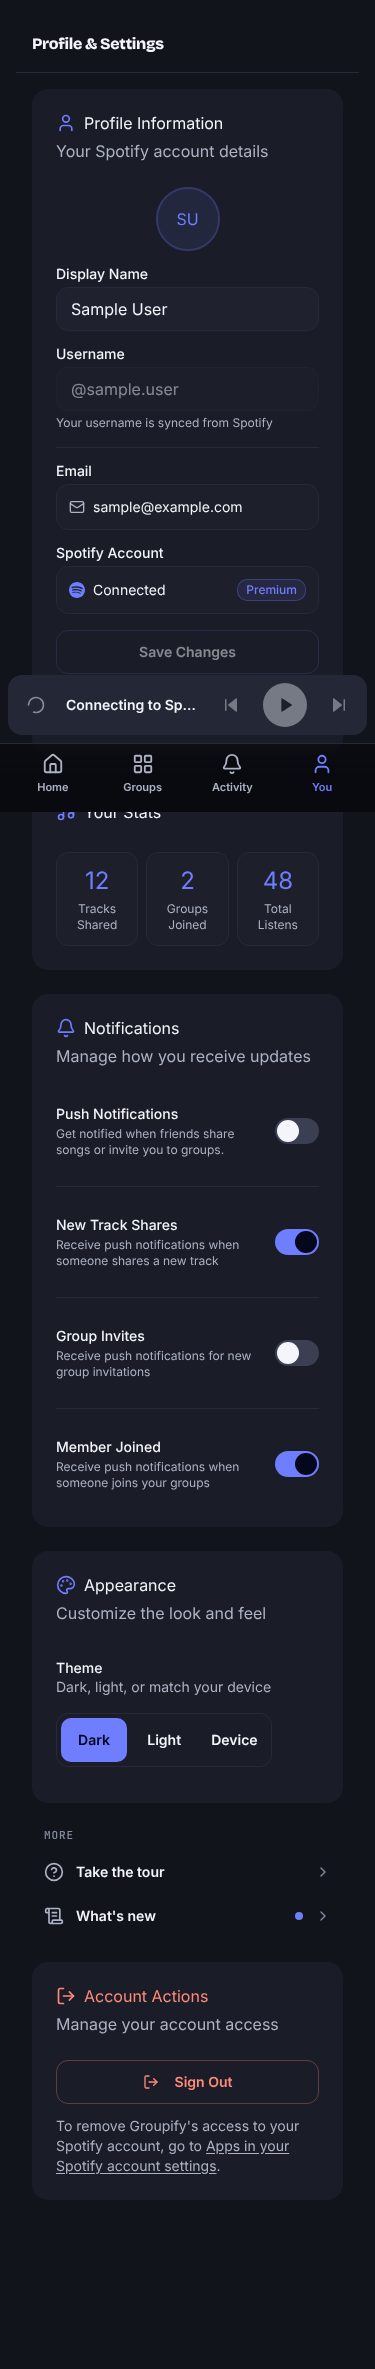 Profile & Settings
Profile Information
Your Spotify account details
SU
Display Name
Sample User
Username
@sample.user
Your username is synced from Spotify
Email
sample@example.com
Spotify Account
Connected
Premium
Save Changes
Connecting to Sp...
Home
Groups
Activity
You
Your Stats
12
Tracks
Shared
2
Groups
Joined
48
Total
Listens
Notifications
Manage how you receive updates
Push Notifications
Get notified when friends share
songs or invite you to groups.
New Track Shares
Receive push notifications when
someone shares a new track
Group Invites
Receive push notifications for new
group invitations
Member Joined
Receive push notifications when
someone joins your groups
Appearance
Customize the look and feel
Theme
Dark, light, or match your device
Dark
Light
Device
MORE
Take the tour
What's new
Account Actions
Manage your account access
Sign Out
To remove Groupify's access to your
Spotify account, go to Apps in your
Spotify account settings.